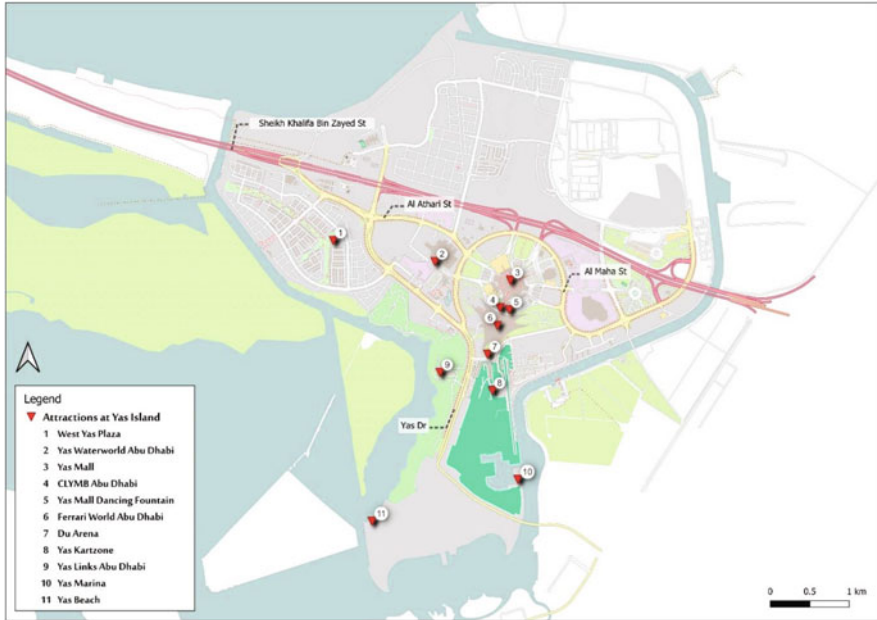 Sheikh Khalifa Bin Zayed St
Al Athari St
1
2
Al Maha St
3
4
5
6
7
9
8
Yas Dr
10
11
Legend
Attractions at Yas Island
1 West Yas Plaza
2 Yas Waterworld Abu Dhabi
3 Yas Mall
4 CLYMB Abu Dhabi
5 Yas Mall Dancing Fountain
6 Ferrari World Abu Dhabi
7 Du Arena
8 Yas Kartzone
9 Yas Links Abu Dhabi
10 Yas Marina
11 Yas Beach
0 0.5 1 km